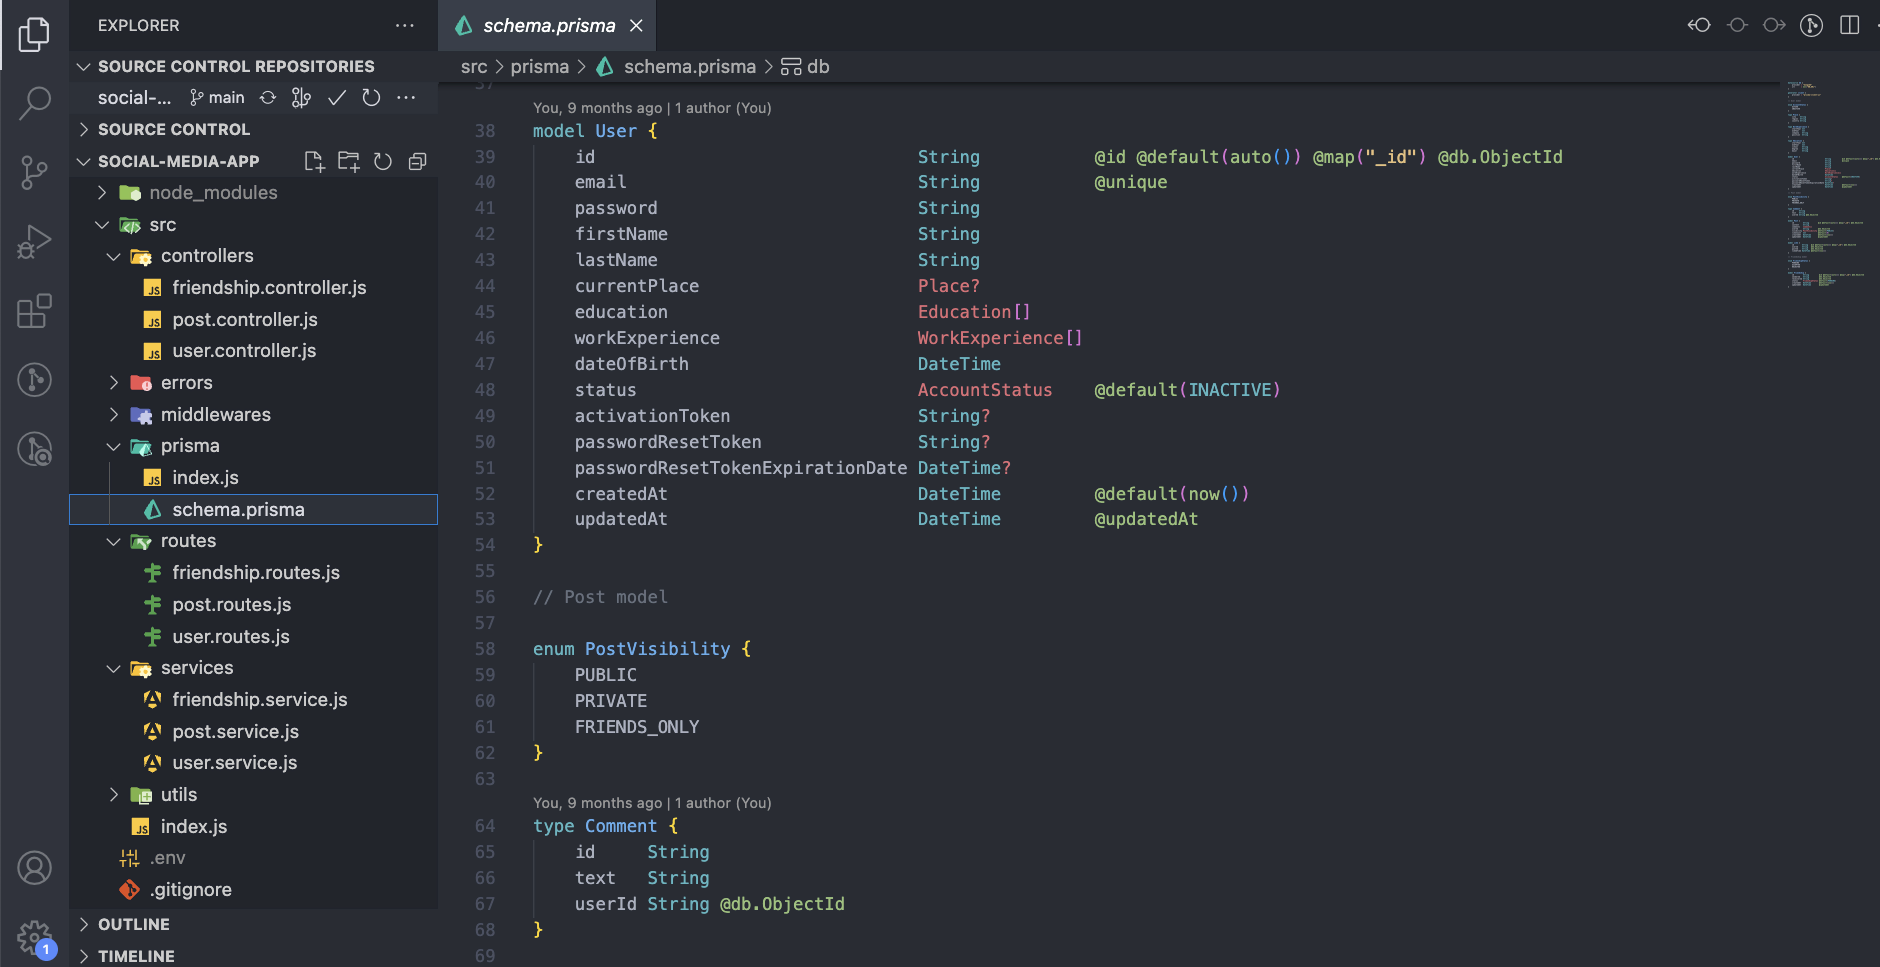 EXPLORER
SOURCE CONTROL REPOSITORIES
social-... main
SOURCE CONTROL
SOCIAL-MEDIA-APP
node_modules
src
controllers
friendship.controller.js
post.controller.js
user.controller.js
errors
middlewares
prisma
index.js
schema.prisma
routes
friendship.routes.js
post.routes.js
user.routes.js
services
friendship.service.js
post.service.js
user.service.js
utils
index.js
.env
.gitignore
OUTLINE
TIMELINE
1
schema.prisma
src > prisma > schema.prisma > db
37
You, 9 months ago | 1 author (You)
38 model User {
39 id String @id @default(auto()) @map("_id") @db.ObjectId
40 email String @unique
41 password String
42 firstName String
43 lastName String
44 currentPlace Place?
45 education Education[]
46 workExperience WorkExperience[]
47 dateOfBirth DateTime
48 status AccountStatus @default(INACTIVE)
49 activationToken String?
50 passwordResetToken String?
51 passwordResetTokenExpirationDate DateTime?
52 createdAt DateTime @default(now())
53 updatedAt DateTime @updatedAt
54 }
55
56 // Post model
57
58 enum PostVisibility {
59 PUBLIC
60 PRIVATE
61 FRIENDS_ONLY
62 }
63
You, 9 months ago | 1 author (You)
64 type Comment {
65 id String
66 text String
67 userId String @db.ObjectId
68 }
69